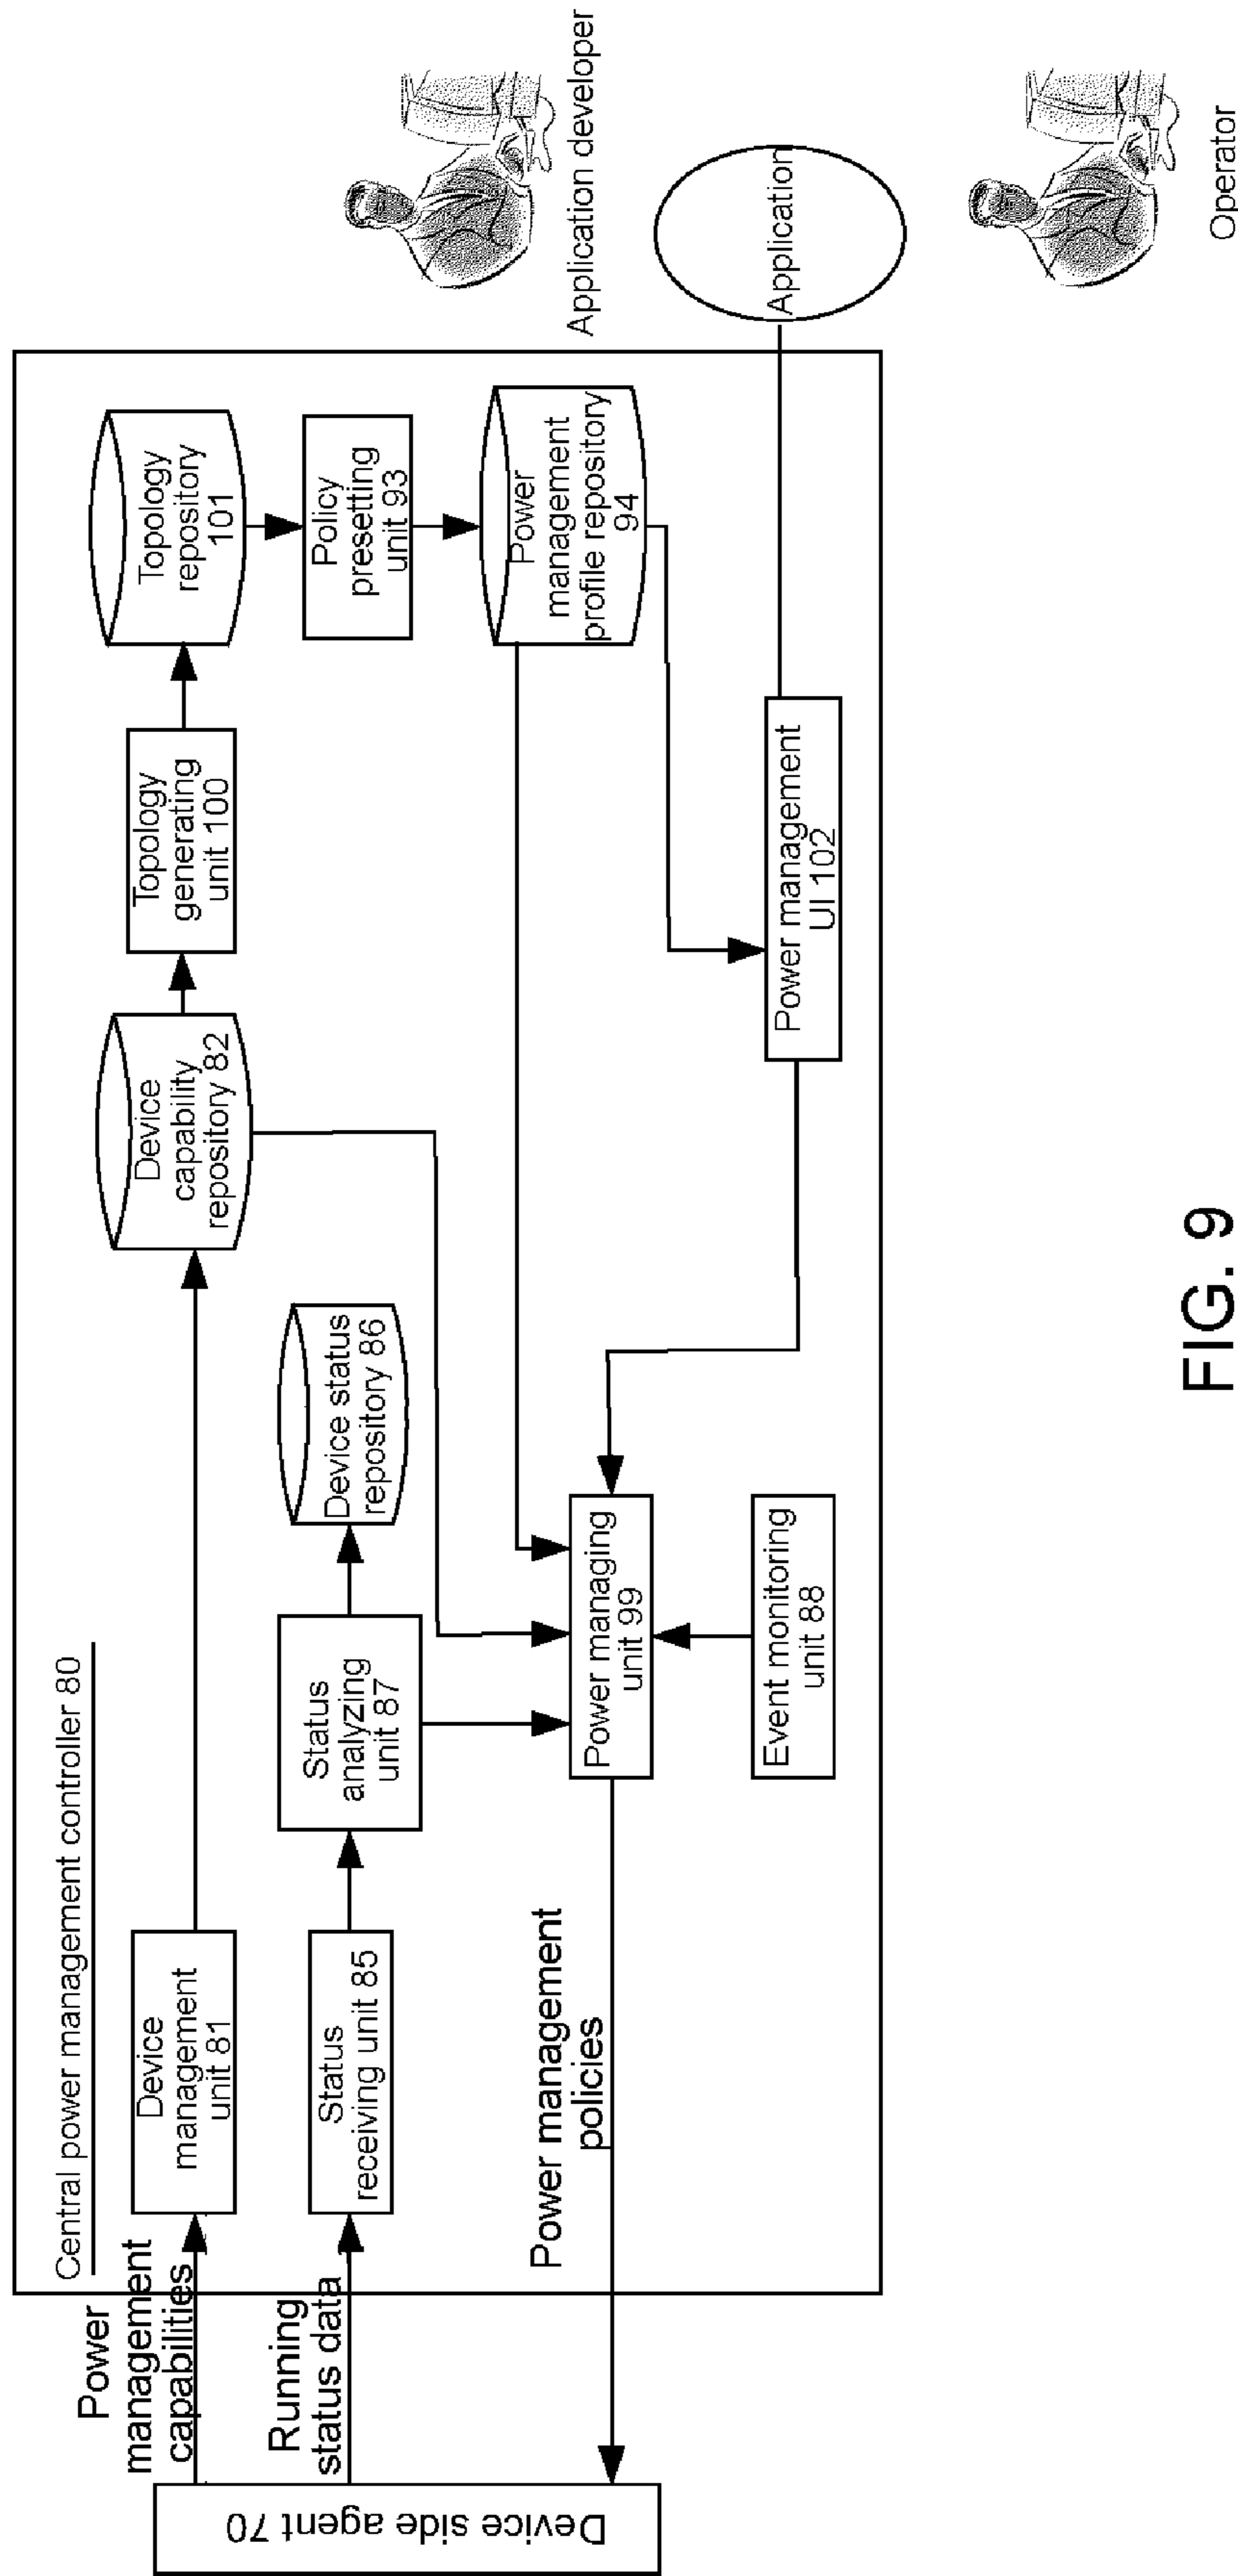 Central power management controller 80
Power
management
capabilities
Device
management
unit 81
Device
capability
repository 82
Topology
generating
unit 100
Topology
repository
101
Policy
presetting
unit 93
Power
management
profile repository
94
Running
status data
Status
receiving unit 85
Status
analyzing
unit 87
Device status
repository 86
Device side agent 70
Power management
policies
Power managing
unit 99
Event monitoring
unit 88
Power management
UI 102
Application
Application developer
Operator
FIG. 9